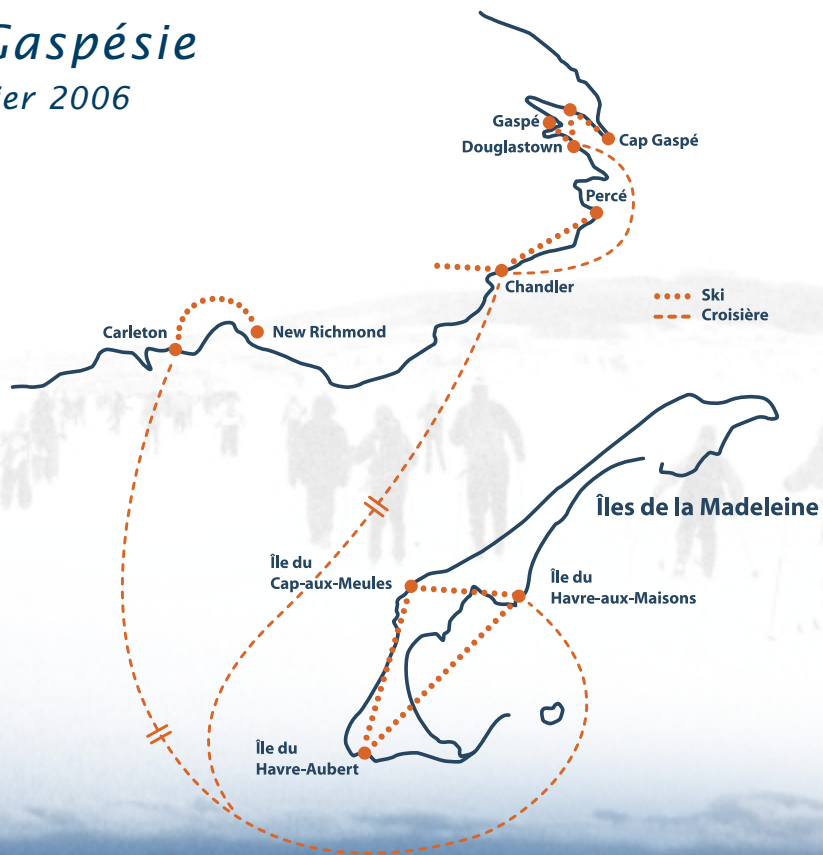 Gaspésie
ier 2006
Gaspé
Cap Gaspé
Douglastown
Percé
Chandler
Ski
Croisière
Carleton
New Richmond
Îles de la Madeleine
Île du
Cap-aux-Meules
Île du
Havre-aux-Maisons
Île du
Havre-Aubert